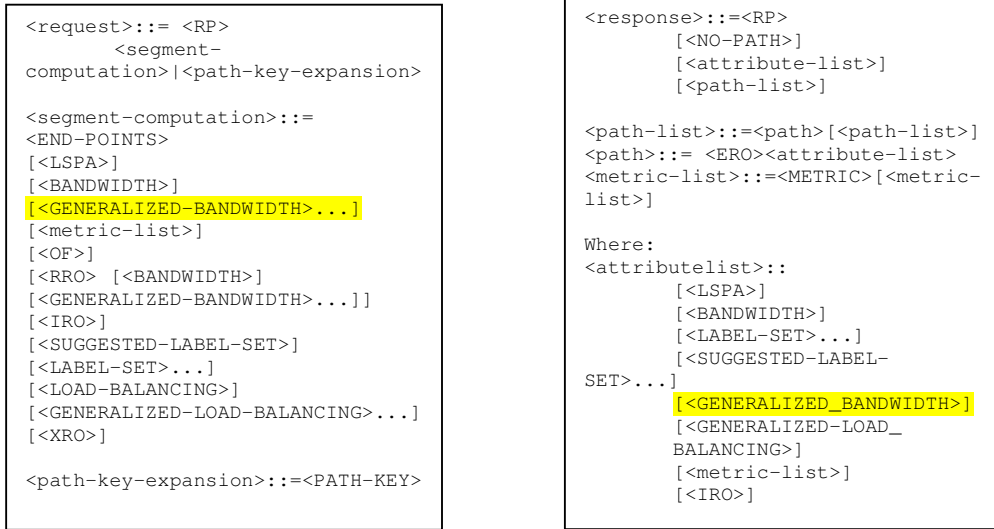 <request>::= <RP>
<segment-
computation>|<path-key-expansion>
<segment-computation>::=
<END-POINTS>
[<LSPA>]
[<BANDWIDTH>]
[<GENERALIZED-BANDWIDTH>...]
[<metric-list>]
[<OF>]
[<RRO> [<BANDWIDTH>]
[<GENERALIZED-BANDWIDTH>...]]
[<IRO>]
[<SUGGESTED-LABEL-SET>]
[<LABEL-SET>...]
[<LOAD-BALANCING>]
[<GENERALIZED-LOAD-BALANCING>...]
[<XRO>]
<path-key-expansion>::=<PATH-KEY>
<response>::=<RP>
[<NO-PATH>]
[<attribute-list>]
[<path-list>]
<path-list>::=<path>[<path-list>]
<path>::= <ERO><attribute-list>
<metric-list>::=<METRIC>[<metric-
list>]
Where:
<attributelist>::
[<LSPA>]
[<BANDWIDTH>]
[<LABEL-SET>...]
[<SUGGESTED-LABEL-
SET>...]
[<GENERALIZED_BANDWIDTH>]
[<GENERALIZED-LOAD_
BALANCING>]
[<metric-list>]
[<IRO>]